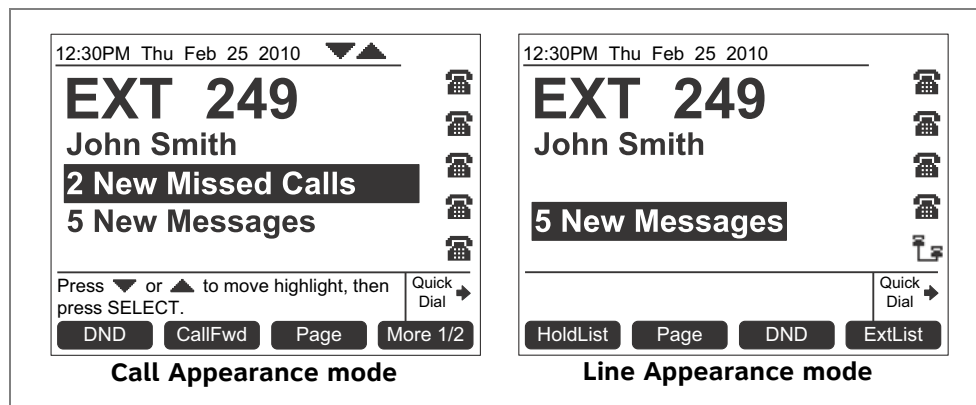 12:30PM Thu Feb 25 2010
EXT 249
John Smith
2 New Missed Calls
5 New Messages
Press ▼ or ▲ to move highlight, then
press SELECT.
Quick
Dial
DND CallFwd Page More 1/2
Call Appearance mode
12:30PM Thu Feb 25 2010
EXT 249
John Smith
5 New Messages
Quick
Dial
HoldList Page DND ExtList
Line Appearance mode